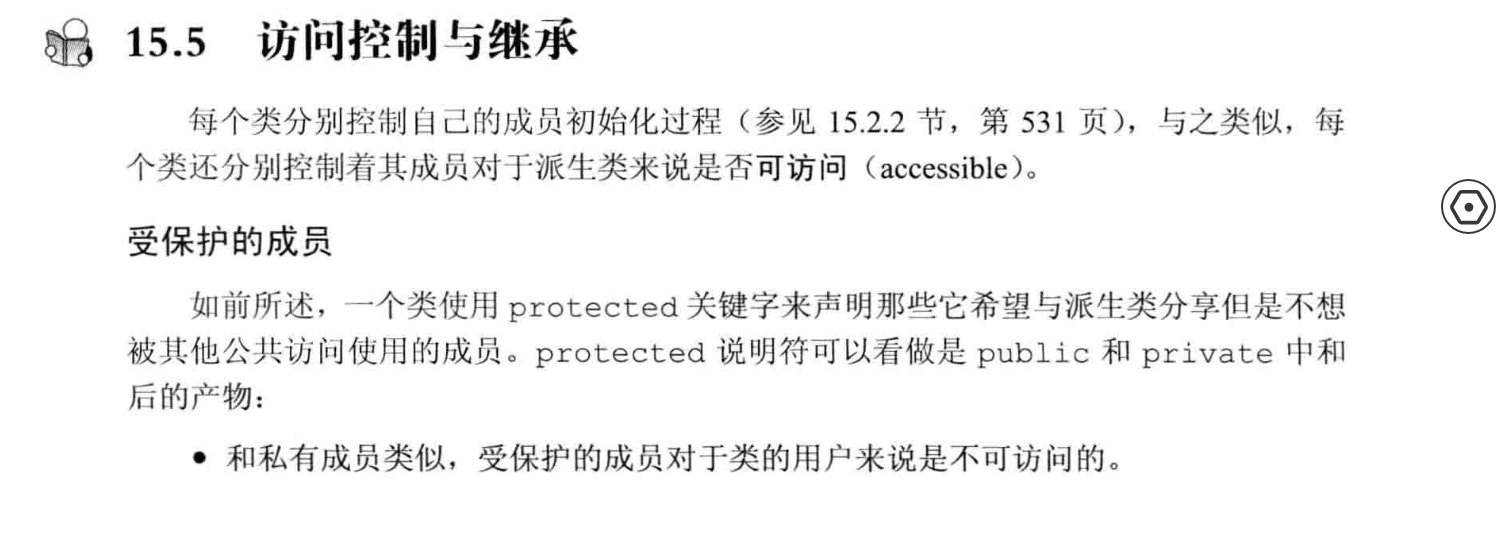 15.5 访问控制与继承
每个类分别控制自己的成员初始化过程（参见 15.2.2 节，第 531 页），与之类似，每
个类还分别控制着其成员对于派生类来说是否可访问（accessible）。
受保护的成员
如前所述，一个类使用 protected 关键字来声明那些它希望与派生类分享但是不想
被其他公共访问使用的成员。protected 说明符可以看做是 public 和 private 中和
后的产物：
• 和私有成员类似，受保护的成员对于类的用户来说是不可访问的。